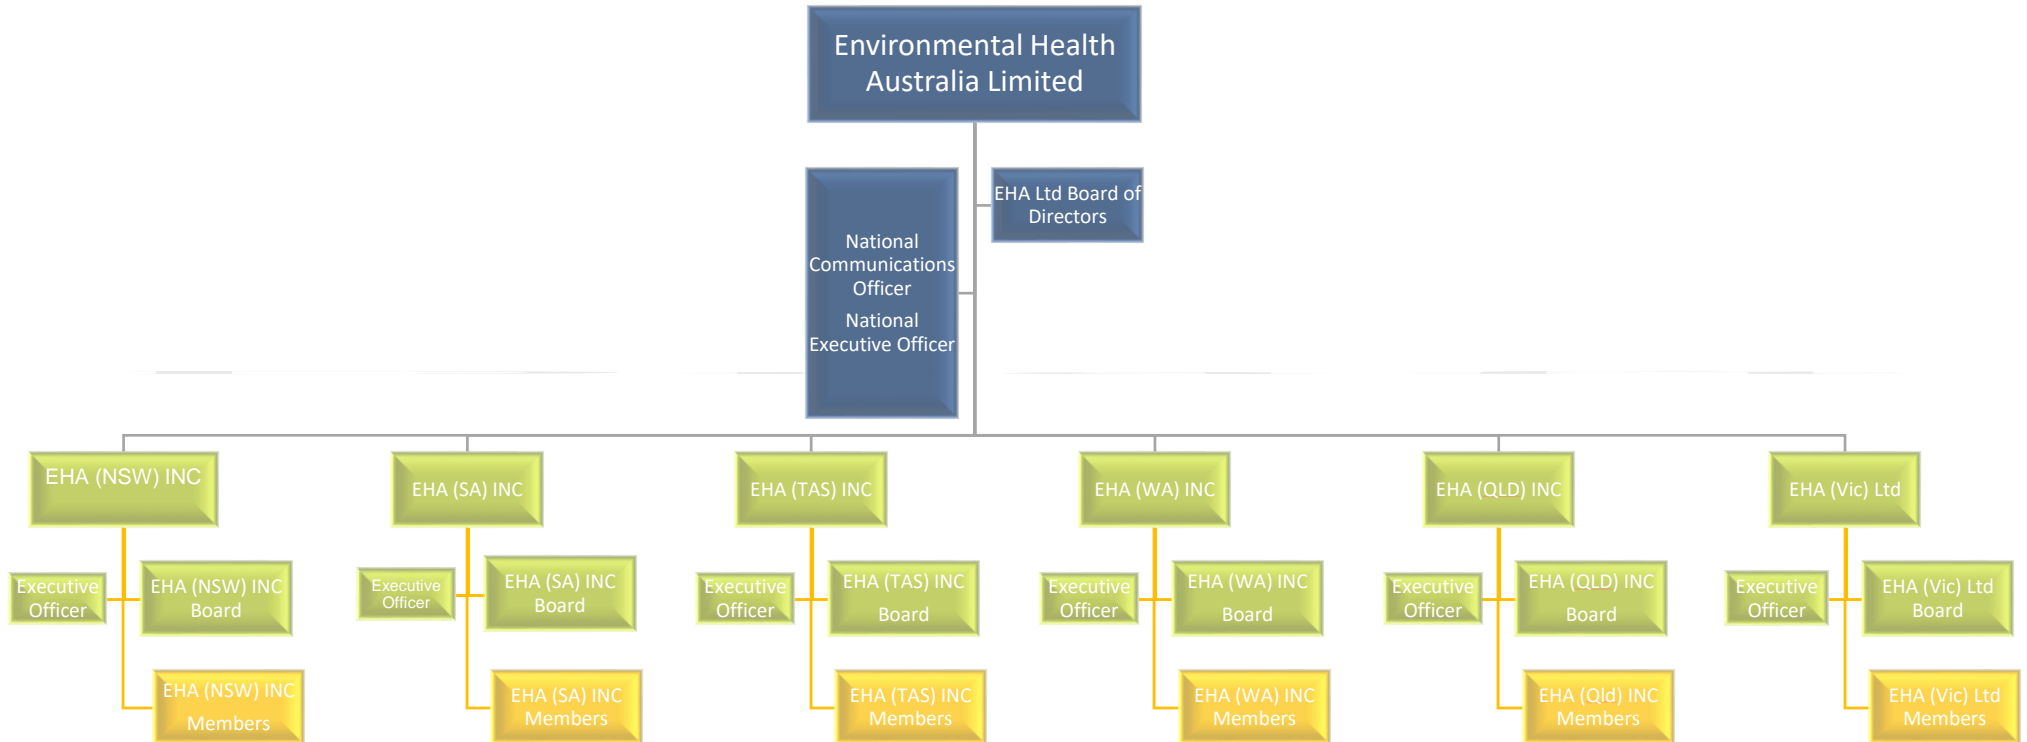 Environmental Health
Australia Limited
EHA Ltd Board of
Directors
National
Communications
Officer
National
Executive Officer
EHA (NSW) INC
EHA (SA) INC
EHA (TAS) INC
EHA (WA) INC
EHA (QLD) INC
EHA (Vic) Ltd
Executive
Officer
EHA (NSW) INC
Board
Executive
Officer
EHA (SA) INC
Board
Executive
Officer
EHA (TAS) INC
Board
Executive
Officer
EHA (WA) INC
Board
Executive
Officer
EHA (QLD) INC
Board
Executive
Officer
EHA (Vic) Ltd
Board
EHA (NSW) INC
Members
EHA (SA) INC
Members
EHA (TAS) INC
Members
EHA (WA) INC
Members
EHA (Qld) INC
Members
EHA (Vic) Ltd
Members